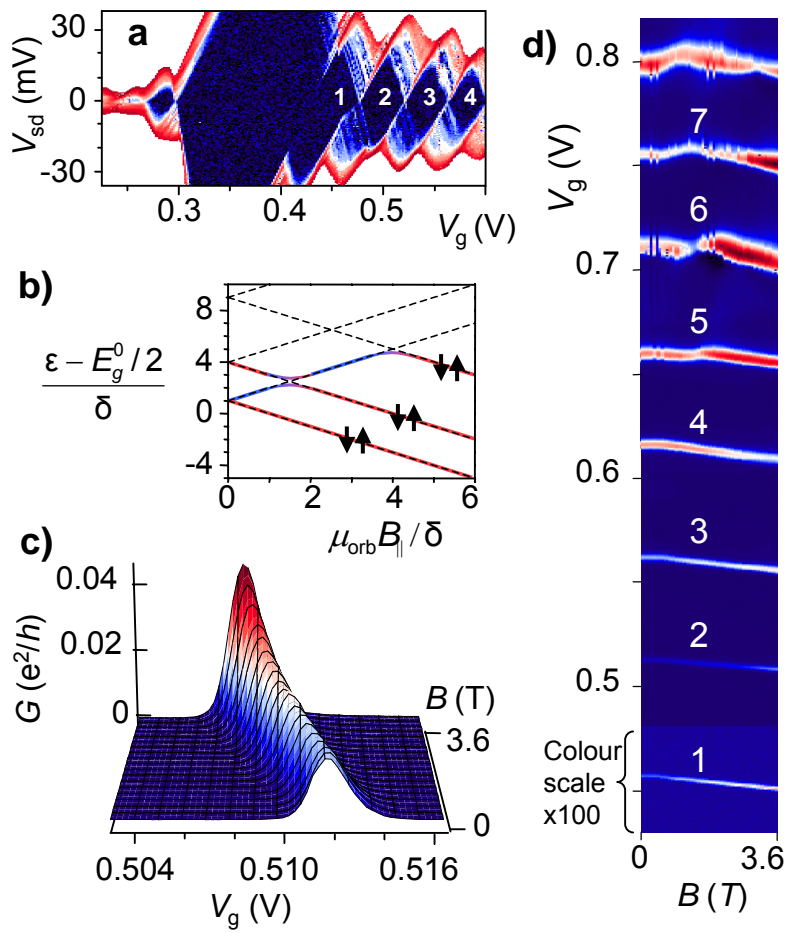 a
V_sd (mV)
30
0
-30
1 2 3 4
0.3 0.4 0.5
V_g (V)
b)
ε − E_g^0 / 2
δ
8
4
0
-4
0 2 4 6
μ_orb B_|| / δ
c)
G (e²/h)
0.04
0.02
0
B (T)
3.6
0
0.504 0.510 0.516
V_g (V)
d)
V_g (V)
0.8
0.7
0.6
0.5
7
6
5
4
3
2
1
Colour
scale
x100
0 3.6
B (T)